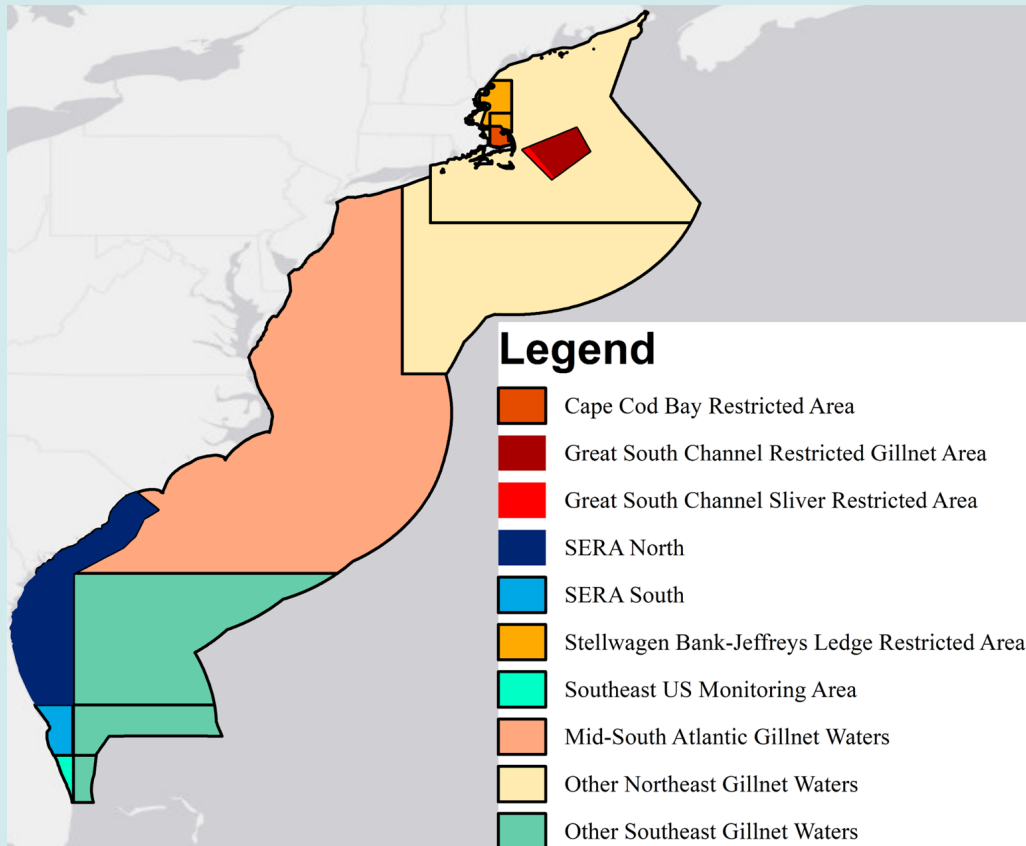 Legend
Cape Cod Bay Restricted Area
Great South Channel Restricted Gillnet Area
Great South Channel Sliver Restricted Area
SERA North
SERA South
Stellwagen Bank-Jeffreys Ledge Restricted Area
Southeast US Monitoring Area
Mid-South Atlantic Gillnet Waters
Other Northeast Gillnet Waters
Other Southeast Gillnet Waters